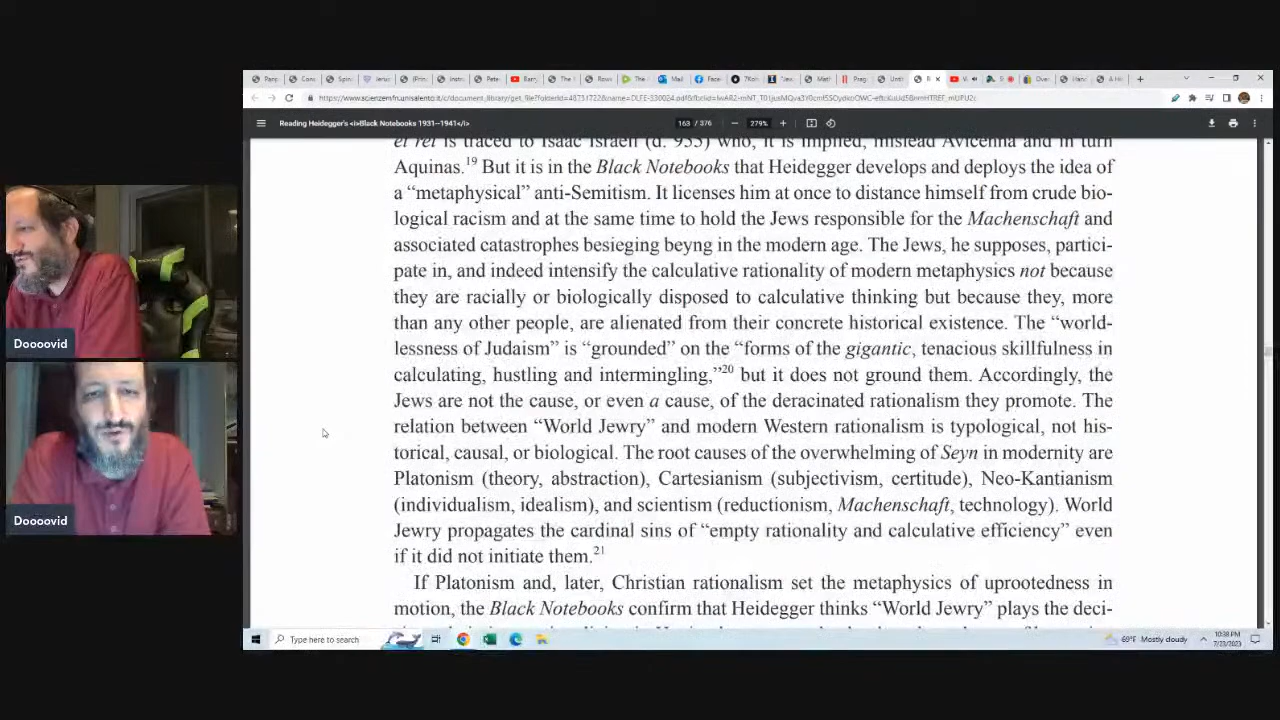 Reading Heidegger's <i>Black Notebooks 1931--1941</i>
163 / 376
279%
et rei is traced to Isaac Israeli (d. 955) who, it is implied, mislead Avicenna and in turn
Aquinas.19 But it is in the Black Notebooks that Heidegger develops and deploys the idea of
a “metaphysical” anti-Semitism. It licenses him at once to distance himself from crude bio-
logical racism and at the same time to hold the Jews responsible for the Machenschaft and
associated catastrophes besieging beyng in the modern age. The Jews, he supposes, partici-
pate in, and indeed intensify the calculative rationality of modern metaphysics not because
they are racially or biologically disposed to calculative thinking but because they, more
than any other people, are alienated from their concrete historical existence. The “world-
lessness of Judaism” is “grounded” on the “forms of the gigantic, tenacious skillfulness in
calculating, hustling and intermingling,”20 but it does not ground them. Accordingly, the
Jews are not the cause, or even a cause, of the deracinated rationalism they promote. The
relation between “World Jewry” and modern Western rationalism is typological, not his-
torical, causal, or biological. The root causes of the overwhelming of Seyn in modernity are
Platonism (theory, abstraction), Cartesianism (subjectivism, certitude), Neo-Kantianism
(individualism, idealism), and scientism (reductionism, Machenschaft, technology). World
Jewry propagates the cardinal sins of “empty rationality and calculative efficiency” even
if it did not initiate them.21
If Platonism and, later, Christian rationalism set the metaphysics of uprootedness in
motion, the Black Notebooks confirm that Heidegger thinks “World Jewry” plays the deci-
Doooovid
Doooovid
Type here to search
69°F Mostly cloudy
10:38 PM
7/23/2023